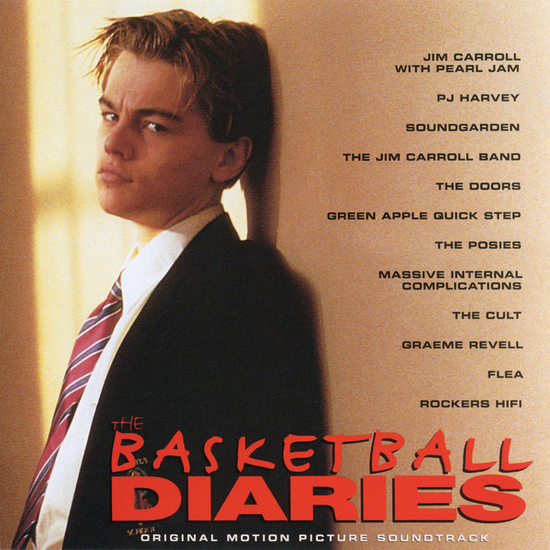 JIM CARROLL
WITH PEARL JAM
PJ HARVEY
SOUNDGARDEN
THE JIM CARROLL BAND
THE DOORS
GREEN APPLE QUICK STEP
THE POSIES
MASSIVE INTERNAL
COMPLICATIONS
THE CULT
GRAEME REVELL
FLEA
ROCKERS HIFI
THE
BASKETBALL
DIARIES
ORIGINAL MOTION PICTURE SOUNDTRACK